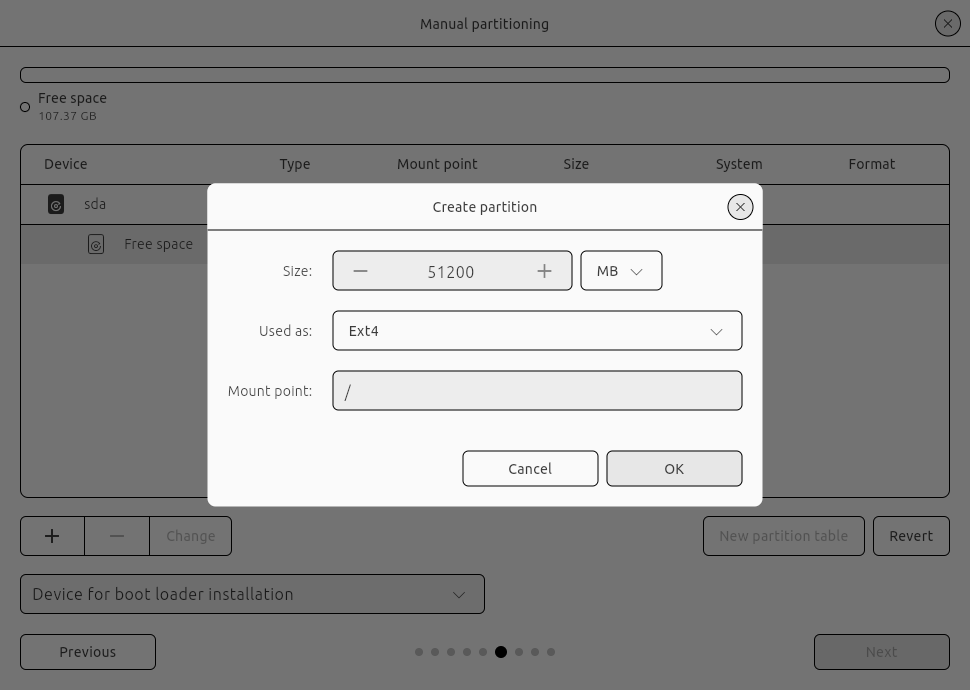 Manual partitioning
Free space
107.37 GB
Device Type Mount point Size System Format
sda
Free space
Create partition
Size: 51200 MB
Used as: Ext4
Mount point: /
Cancel OK
Change New partition table Revert
Device for boot loader installation
Previous Next